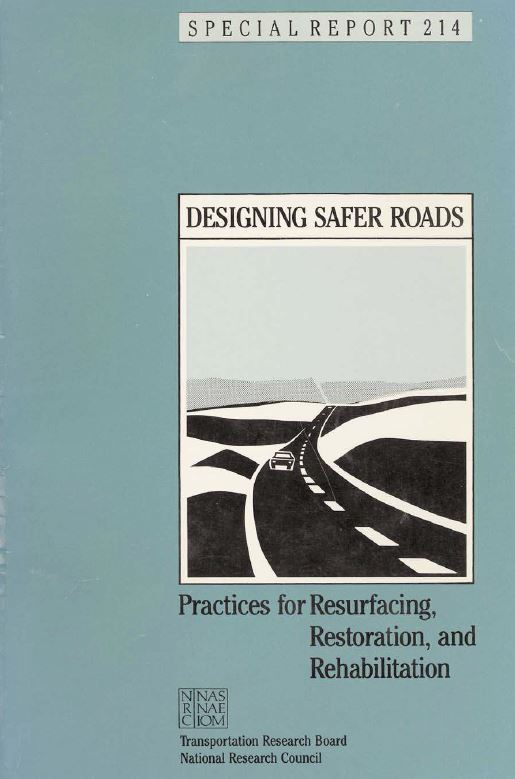 SPECIAL REPORT 214
DESIGNING SAFER ROADS
Practices for Resurfacing,
Restoration, and
Rehabilitation
N NAS
R NAE
C IOM
Transportation Research Board
National Research Council